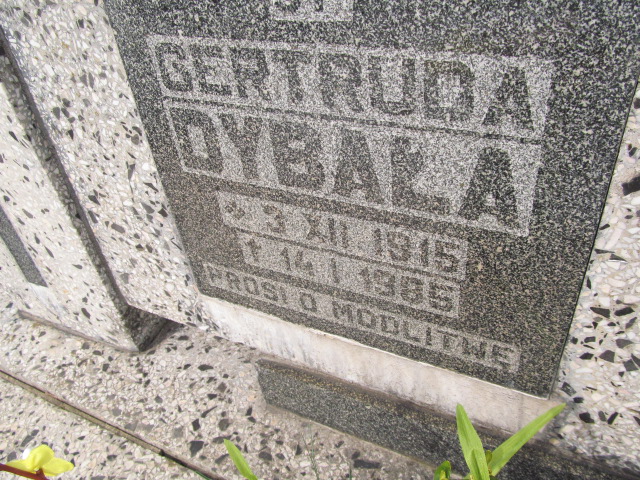 GERTRUDA
DYBAŁA
* 3 XII 1915
† 14 I 1985
PROSI O MODLITWĘ